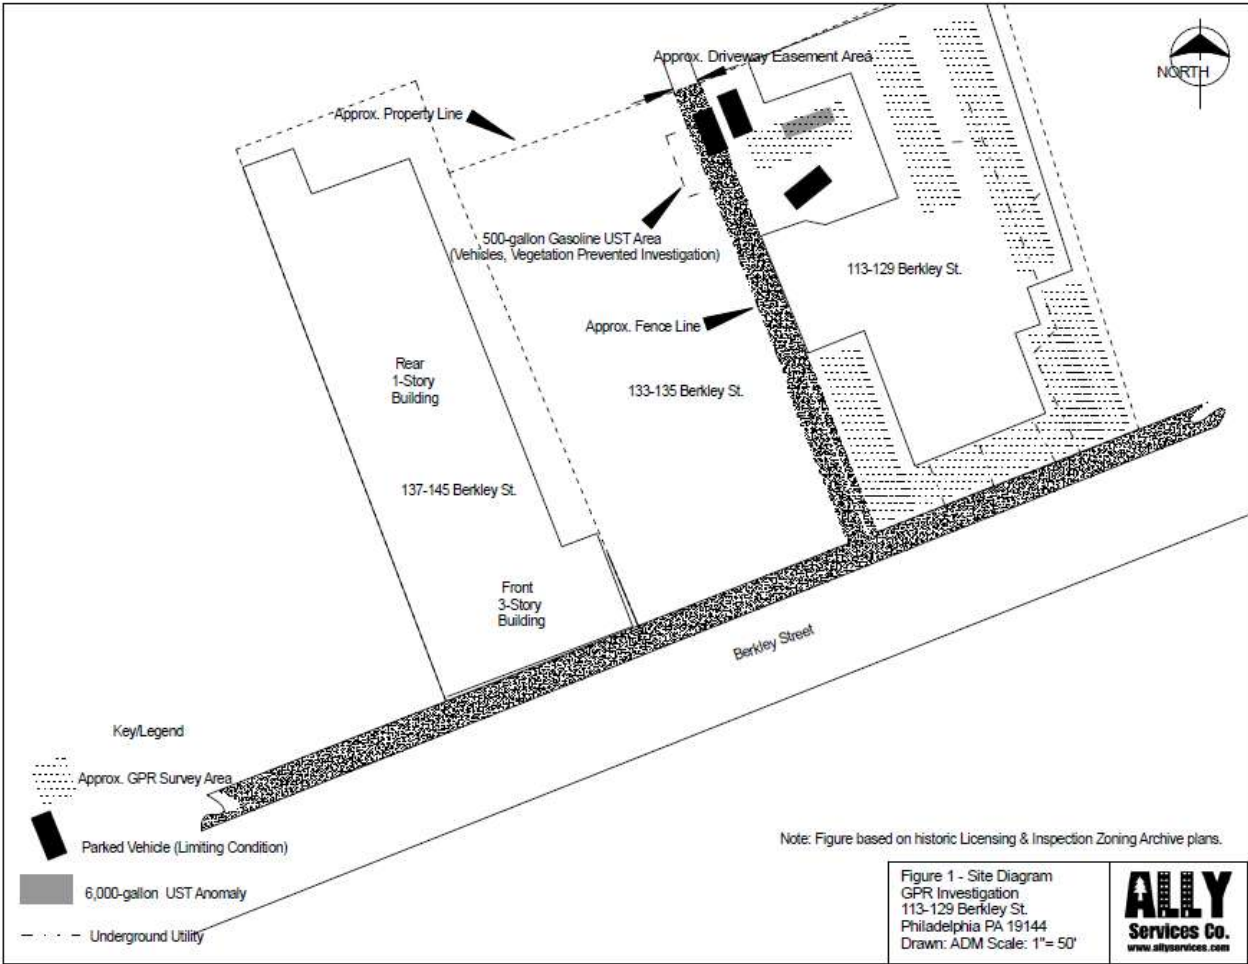 Approx. Driveway Easement Area
NORTH
Approx. Property Line
500-gallon Gasoline UST Area
(Vehicles, Vegetation Prevented Investigation)
113-129 Berkley St.
Approx. Fence Line
Rear
1-Story
Building
133-135 Berkley St.
137-145 Berkley St.
Front
3-Story
Building
Berkley Street
Key/Legend
Approx. GPR Survey Area
Parked Vehicle (Limiting Condition)
6,000-gallon UST Anomaly
Underground Utility
Note: Figure based on historic Licensing & Inspection Zoning Archive plans.
Figure 1 - Site Diagram
GPR Investigation
113-129 Berkley St.
Philadelphia PA 19144
Drawn: ADM Scale: 1"= 50'
ALLY
Services Co.
www.allyservices.com